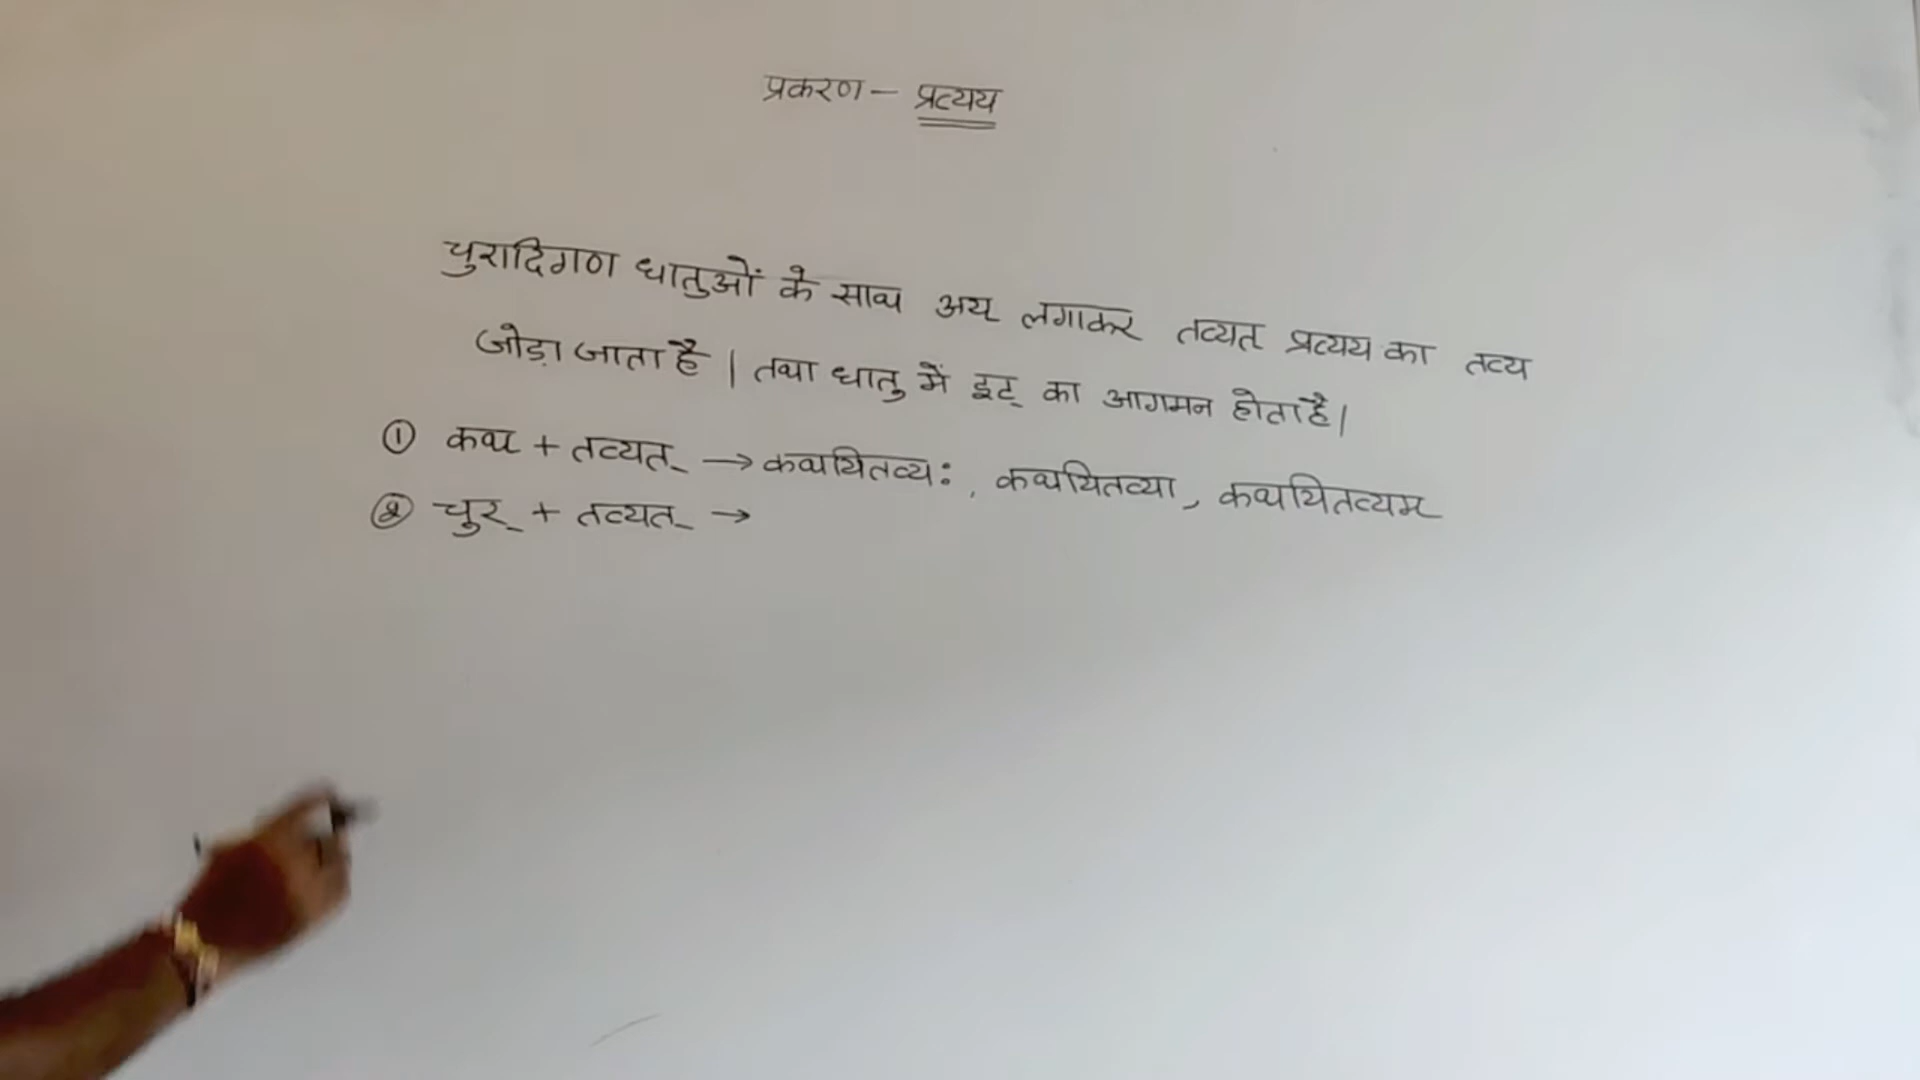 प्रकरण – प्रत्यय
चुरादिगण धातुओं के साथ अय् लगाकर तव्यत् प्रत्यय का तव्य
जोड़ा जाता है | तथा धातु में इट् का आगमन होता है |
① कथ् + तव्यत् → कथयितव्यः, कथयितव्या, कथयितव्यम्
② चुर् + तव्यत् →